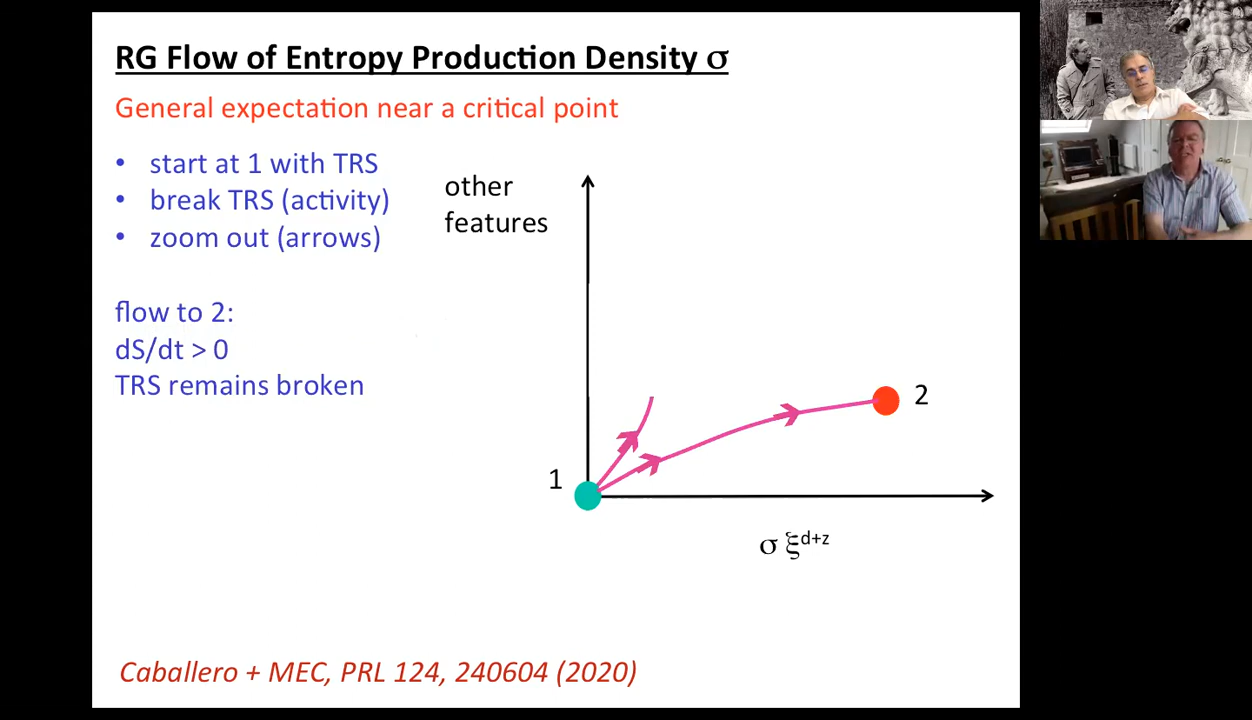 RG Flow of Entropy Production Density σ
General expectation near a critical point
• start at 1 with TRS
• break TRS (activity)
• zoom out (arrows)
flow to 2:
dS/dt > 0
TRS remains broken
other
features
2
1
σ ξ^{d+z}
Caballero + MEC, PRL 124, 240604 (2020)